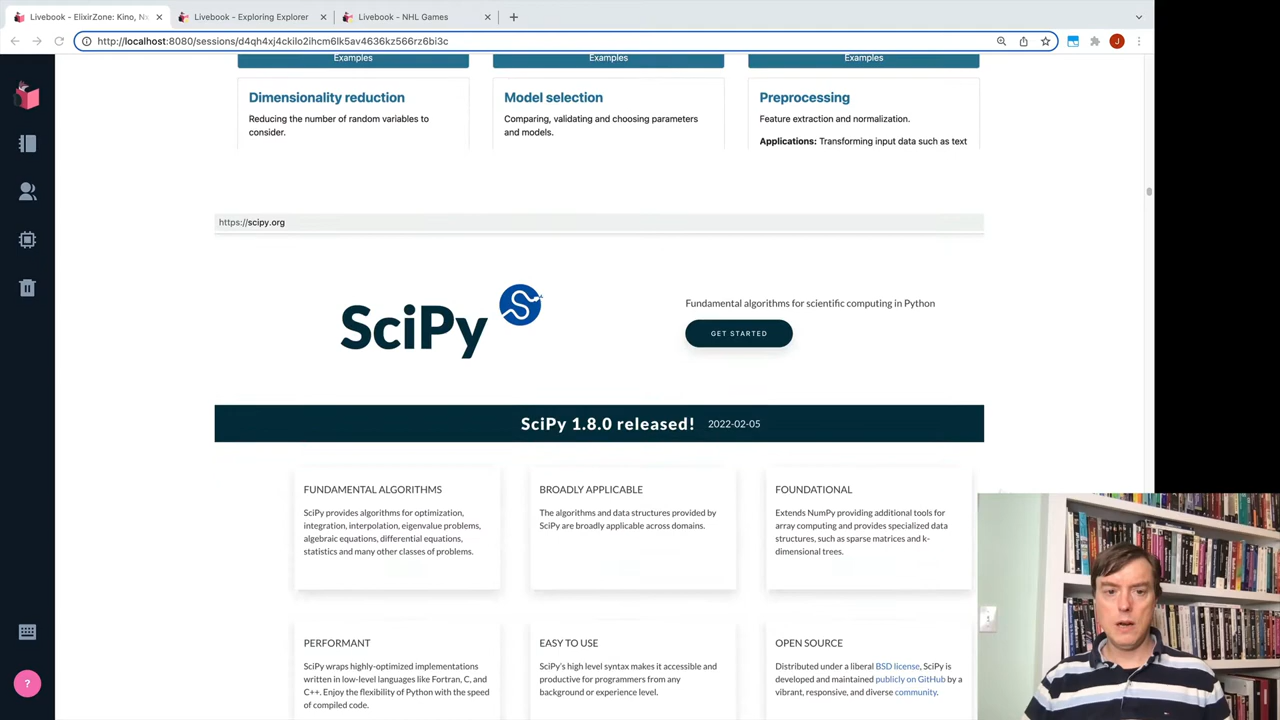 Livebook - ElixirZone: Kino, Nx
Livebook - Exploring Explorer
Livebook - NHL Games
http://localhost:8080/sessions/d4qh4xj4ckilo2ihcm6lk5av4636kz566rz6bi3c
J
Examples
Examples
Examples
Dimensionality reduction
Reducing the number of random variables to
consider.
Model selection
Comparing, validating and choosing parameters
and models.
Preprocessing
Feature extraction and normalization.
Applications: Transforming input data such as text
https://scipy.org
SciPy
Fundamental algorithms for scientific computing in Python
GET STARTED
SciPy 1.8.0 released! 2022-02-05
FUNDAMENTAL ALGORITHMS
SciPy provides algorithms for optimization,
integration, interpolation, eigenvalue problems,
algebraic equations, differential equations,
statistics and many other classes of problems.
BROADLY APPLICABLE
The algorithms and data structures provided by
SciPy are broadly applicable across domains.
FOUNDATIONAL
Extends NumPy providing additional tools for
array computing and provides specialized data
structures, such as sparse matrices and k-
dimensional trees.
PERFORMANT
SciPy wraps highly-optimized implementations
written in low-level languages like Fortran, C, and
C++. Enjoy the flexibility of Python with the speed
of compiled code.
EASY TO USE
SciPy's high level syntax makes it accessible and
productive for programmers from any
background or experience level.
OPEN SOURCE
Distributed under a liberal BSD license, SciPy is
developed and maintained publicly on GitHub by a
vibrant, responsive, and diverse community.
?